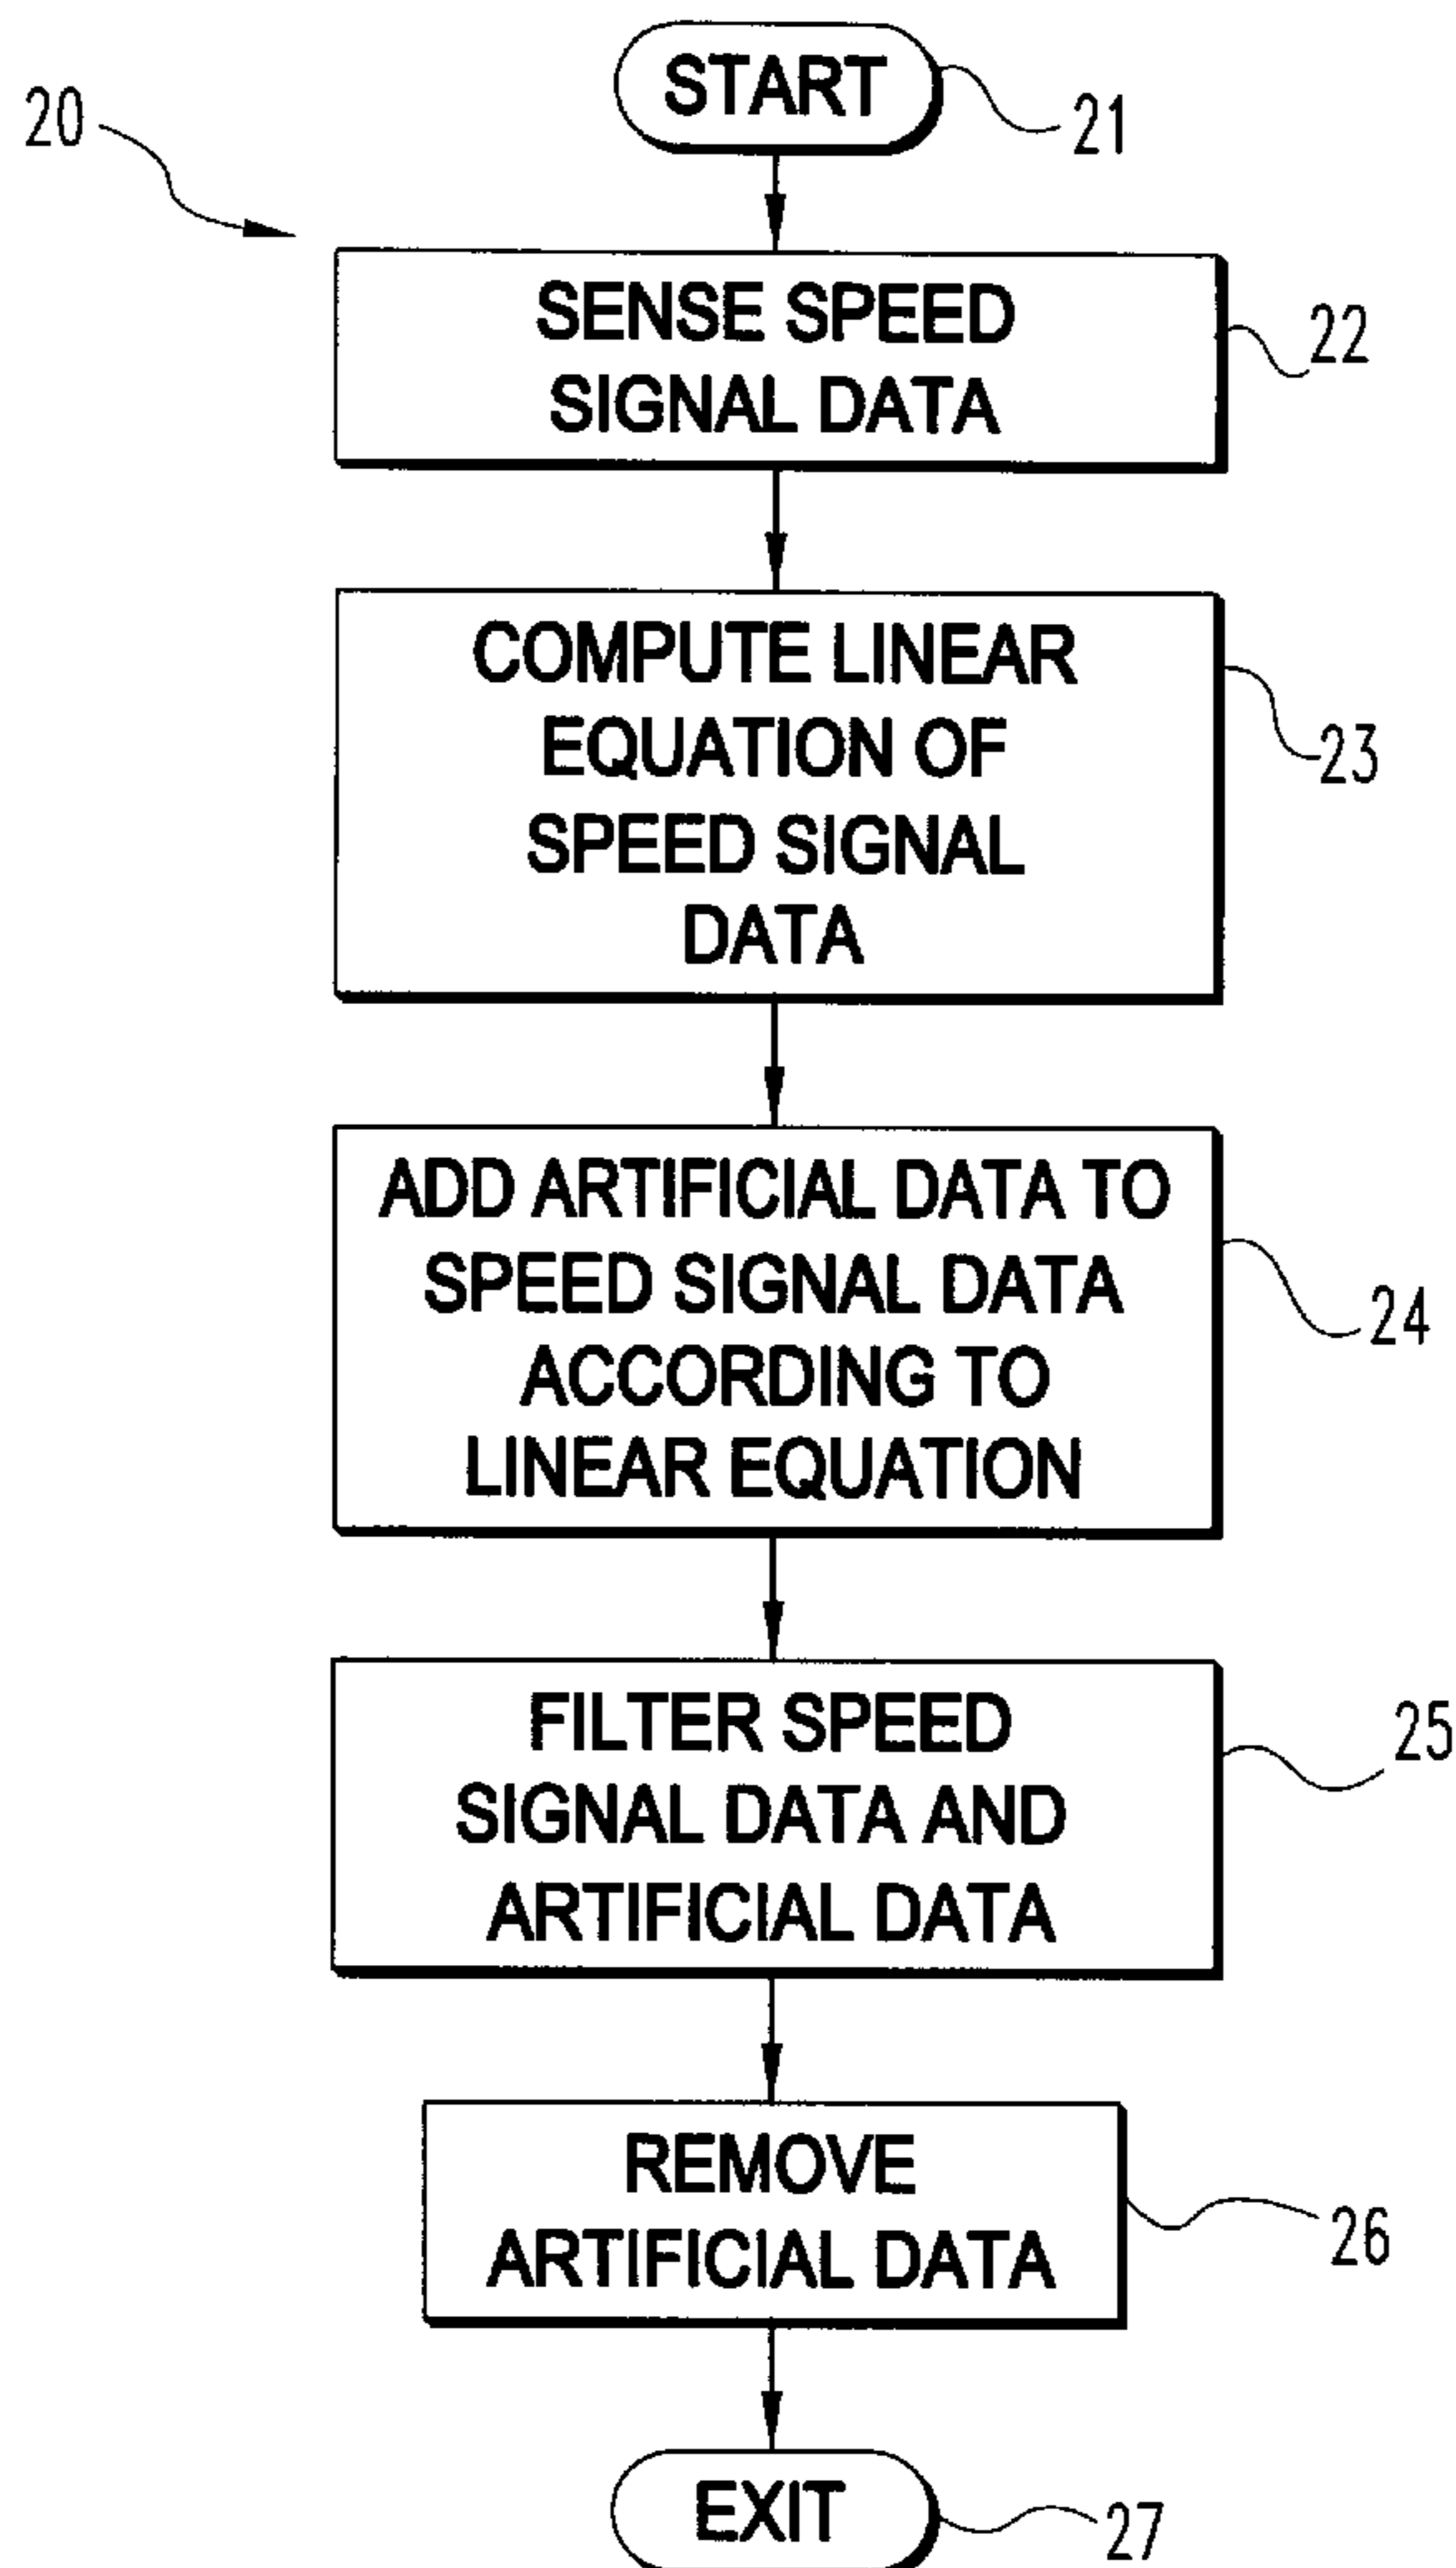 START
21
20
SENSE SPEED
SIGNAL DATA
22
COMPUTE LINEAR
EQUATION OF
SPEED SIGNAL
DATA
23
ADD ARTIFICIAL DATA TO
SPEED SIGNAL DATA
ACCORDING TO
LINEAR EQUATION
24
FILTER SPEED
SIGNAL DATA AND
ARTIFICIAL DATA
25
REMOVE
ARTIFICIAL DATA
26
EXIT
27